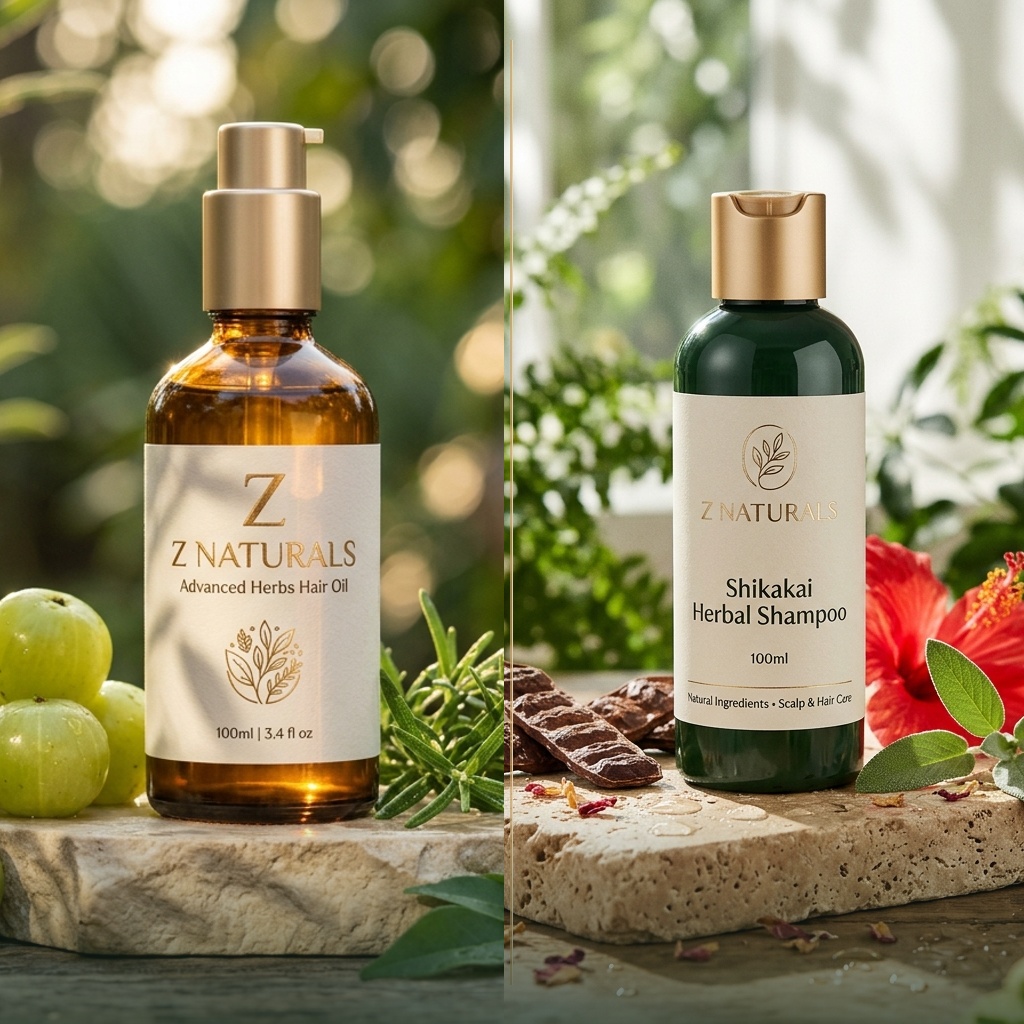 Z
Z NATURALS
Advanced Herbs Hair Oil
100ml | 3.4 fl oz
Z NATURALS
Shikakai
Herbal Shampoo
100ml
Natural Ingredients • Scalp & Hair Care